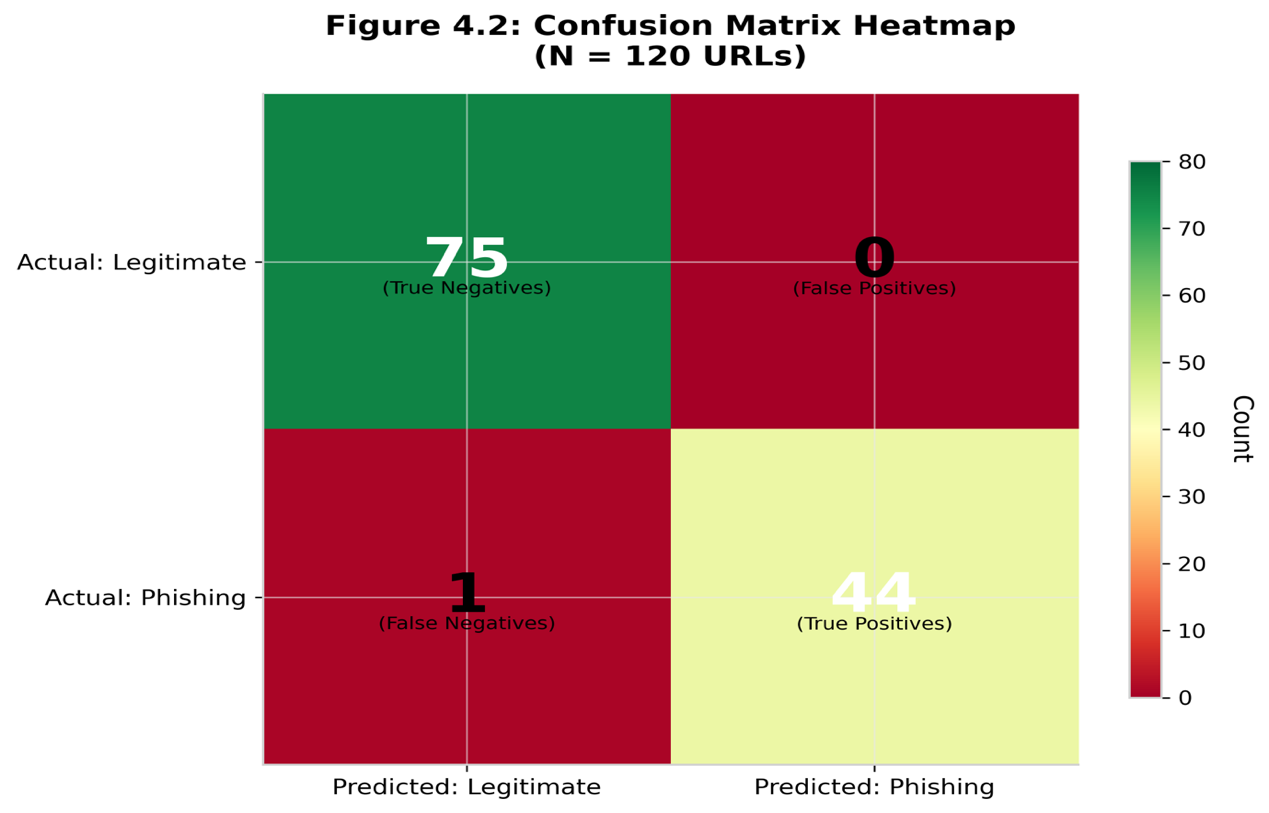 Figure 4.2: Confusion Matrix Heatmap
(N = 120 URLs)
Actual: Legitimate
75
(True Negatives)
0
(False Positives)
Actual: Phishing
1
(False Negatives)
44
(True Positives)
Predicted: Legitimate
Predicted: Phishing
80
70
60
50
40
30
20
10
0
Count